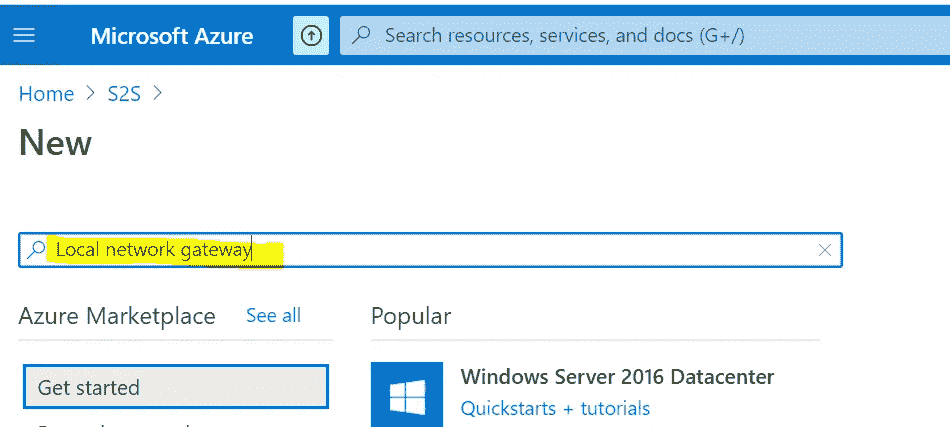 Microsoft Azure
Search resources, services, and docs (G+/)
Home > S2S >
New
Local network gateway
Azure Marketplace See all
Popular
Get started
Windows Server 2016 Datacenter
Quickstarts + tutorials